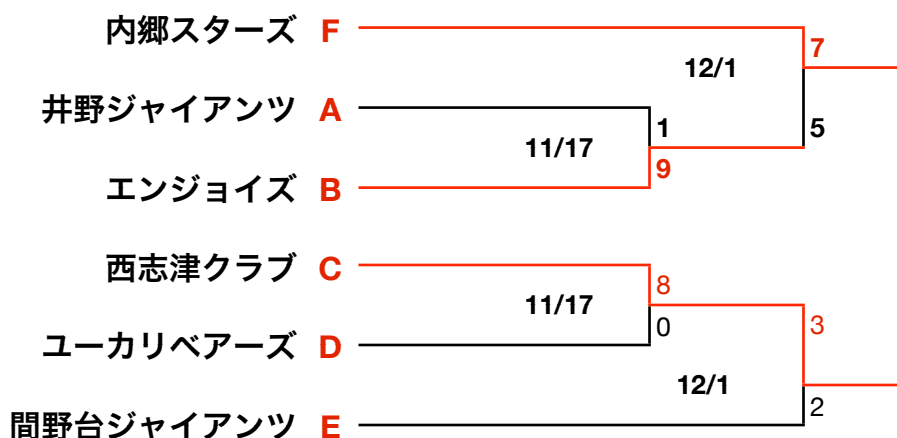 内郷スターズ F
7
12/1
井野ジャイアンツ A
1
5
11/17
9
エンジョイズ B
西志津クラブ C
8
11/17
0
3
ユーカリベアーズ D
12/1
2
間野台ジャイアンツ E